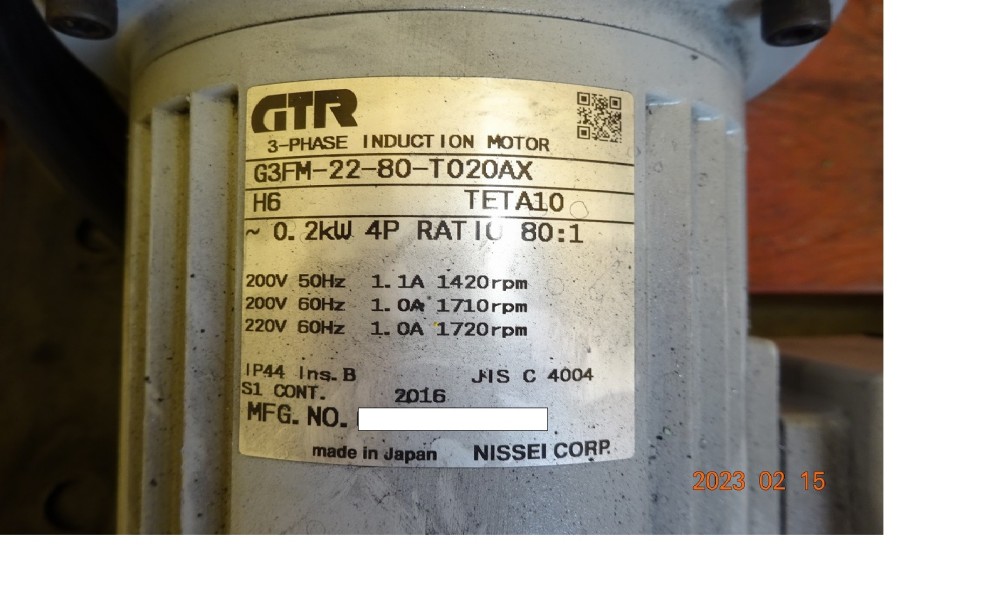 GTR
3-PHASE INDUCTION MOTOR
G3FM-22-80-T020AX
H6 TETA10
~ 0.2kW 4P RATIO 80:1
200V 50Hz 1.1A 1420rpm
200V 60Hz 1.0A 1710rpm
220V 60Hz 1.0A 1720rpm
IP44 Ins.B JIS C 4004
S1 CONT. 2016
MFG. NO.
made in Japan NISSEI CORP.
2023 02 15